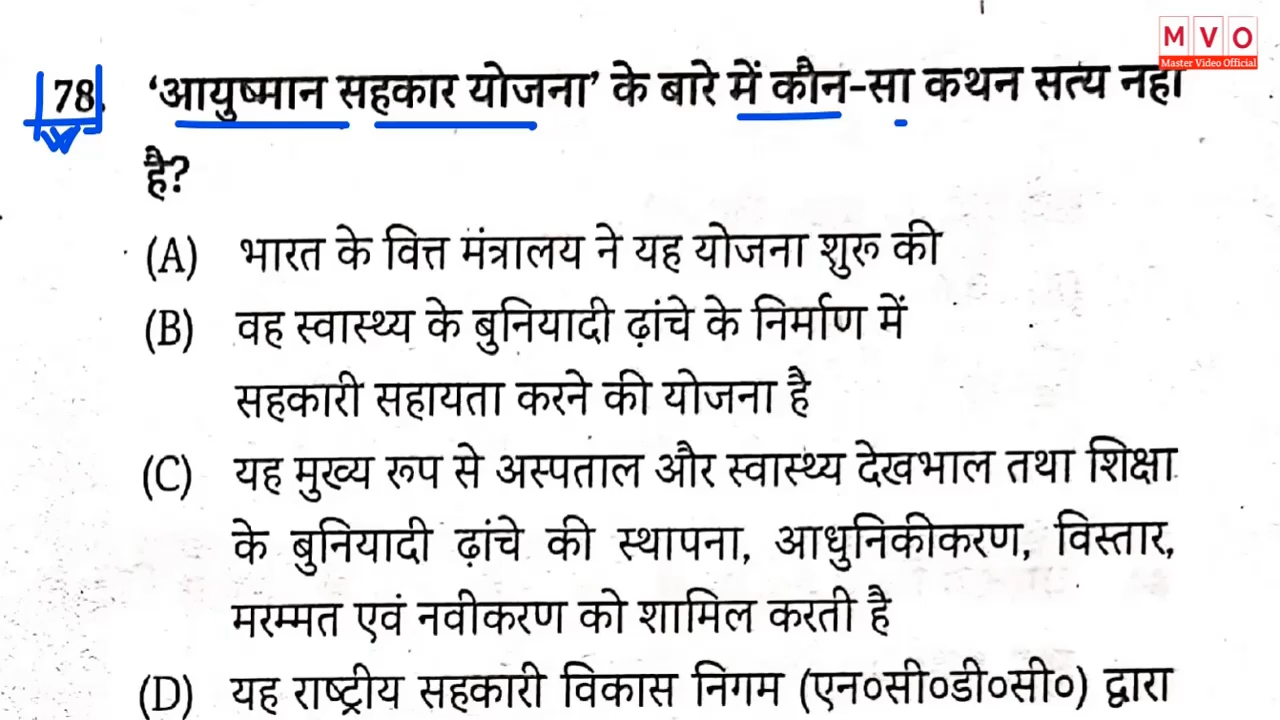 M V O
Master Video Official
78. ‘आयुष्मान सहकार योजना’ के बारे में कौन-सा कथन सत्य नहीं
है?
(A) भारत के वित्त मंत्रालय ने यह योजना शुरू की
(B) वह स्वास्थ्य के बुनियादी ढ़ांचे के निर्माण में
सहकारी सहायता करने की योजना है
(C) यह मुख्य रूप से अस्पताल और स्वास्थ्य देखभाल तथा शिक्षा
के बुनियादी ढ़ांचे की स्थापना, आधुनिकीकरण, विस्तार,
मरम्मत एवं नवीकरण को शामिल करती है
(D) यह राष्ट्रीय सहकारी विकास निगम (एन०सी०डी०सी०) द्वारा